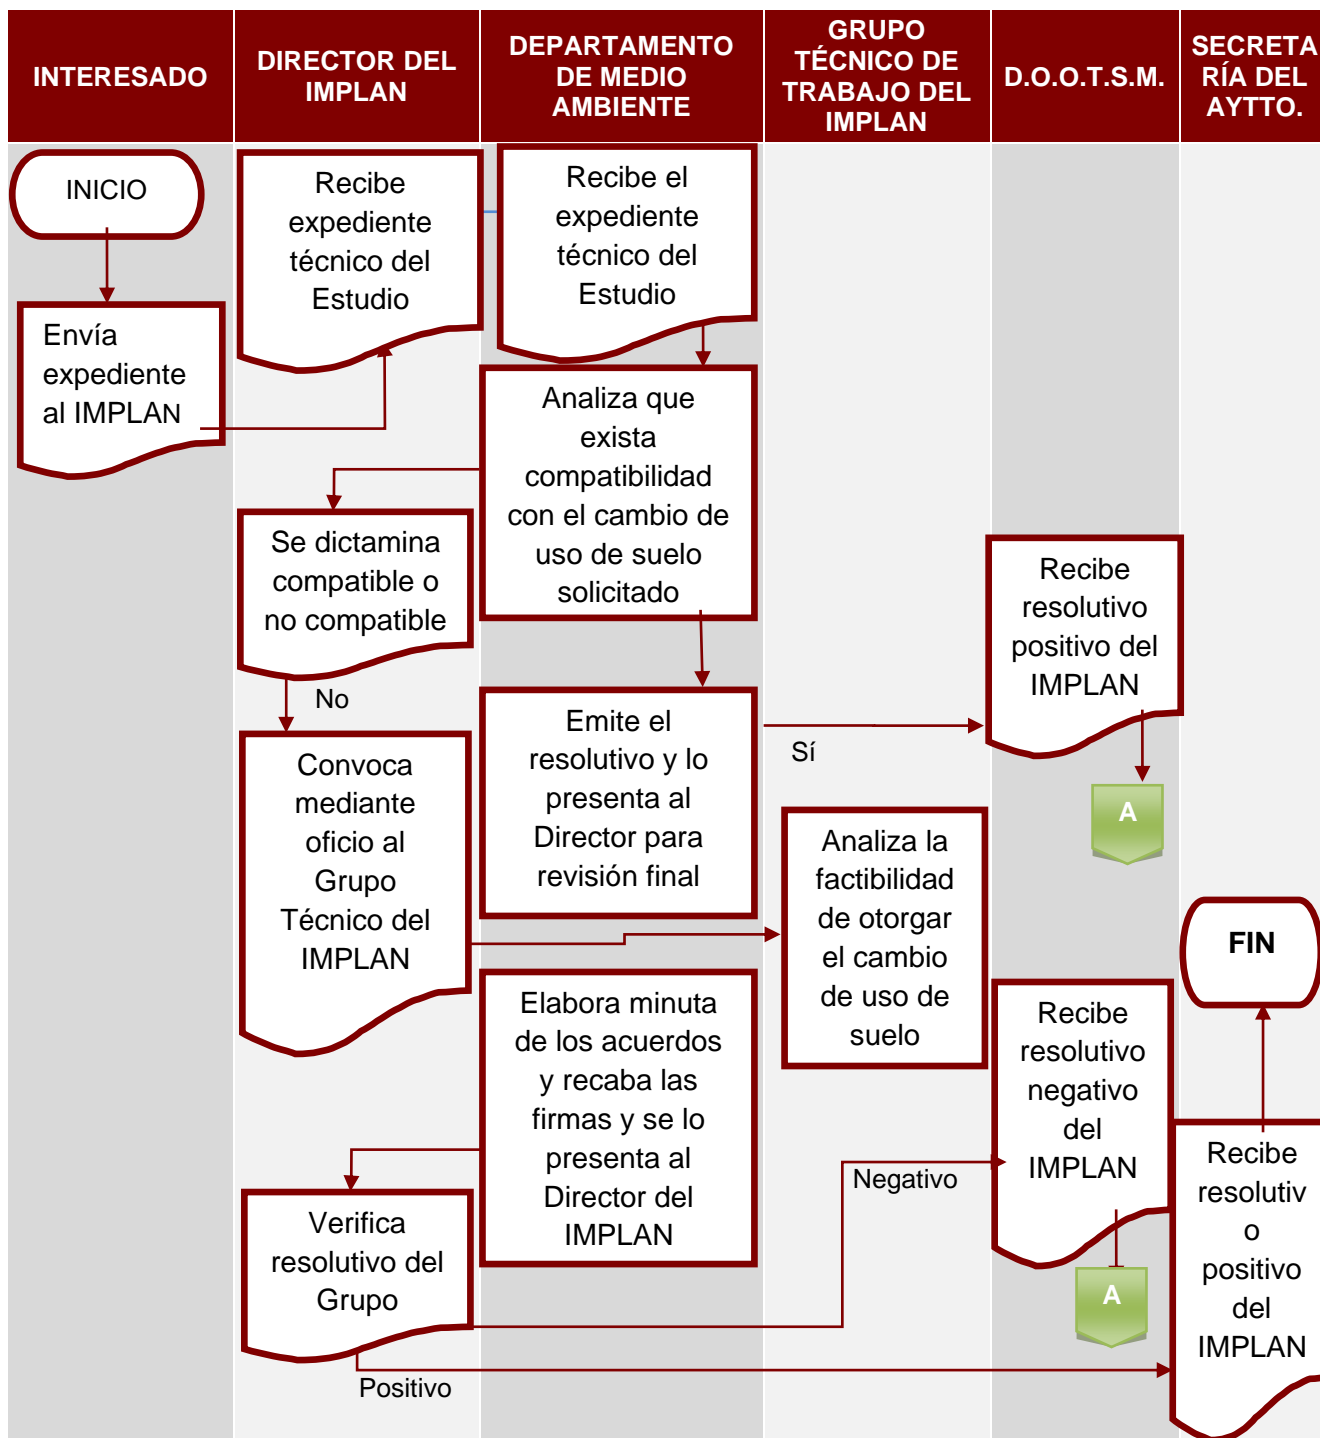 INTERESADO
DIRECTOR DEL
IMPLAN
DEPARTAMENTO
DE MEDIO
AMBIENTE
GRUPO
TÉCNICO DE
TRABAJO DEL
IMPLAN
D.O.O.T.S.M.
SECRETA
RÍA DEL
AYTTO.
INICIO
Envía
expediente
al IMPLAN
Recibe
expediente
técnico del
Estudio
Recibe el
expediente
técnico del
Estudio
Analiza que
exista
compatibilidad
con el cambio de
uso de suelo
solicitado
Se dictamina
compatible o
no compatible
No
Convoca
mediante
oficio al
Grupo
Técnico del
IMPLAN
Emite el
resolutivo y lo
presenta al
Director para
revisión final
Sí
Recibe
resolutivo
positivo del
IMPLAN
A
Analiza la
factibilidad
de otorgar
el cambio
de uso de
suelo
Elabora minuta
de los acuerdos
y recaba las
firmas y se lo
presenta al
Director del
IMPLAN
Verifica
resolutivo del
Grupo
Negativo
Positivo
Recibe
resolutivo
negativo
del
IMPLAN
A
FIN
Recibe
resolutiv
o
positivo
del
IMPLAN